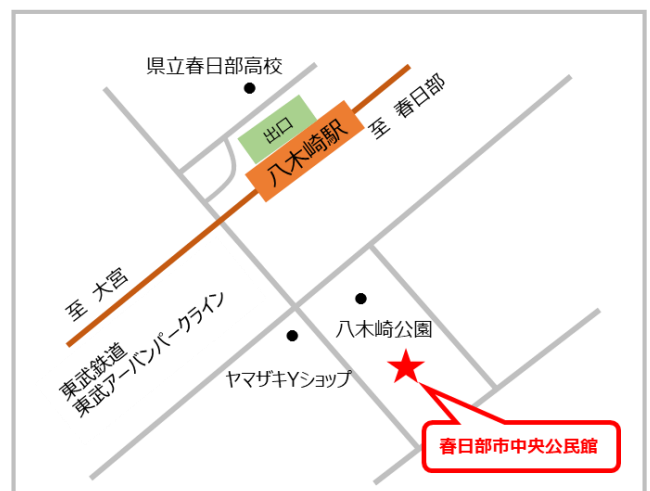 県立春日部高校
出口
八木崎駅
至 春日部
至 大宮
東武鉄道
東武アーバンパークライン
八木崎公園
ヤマザキYショップ
春日部市中央公民館